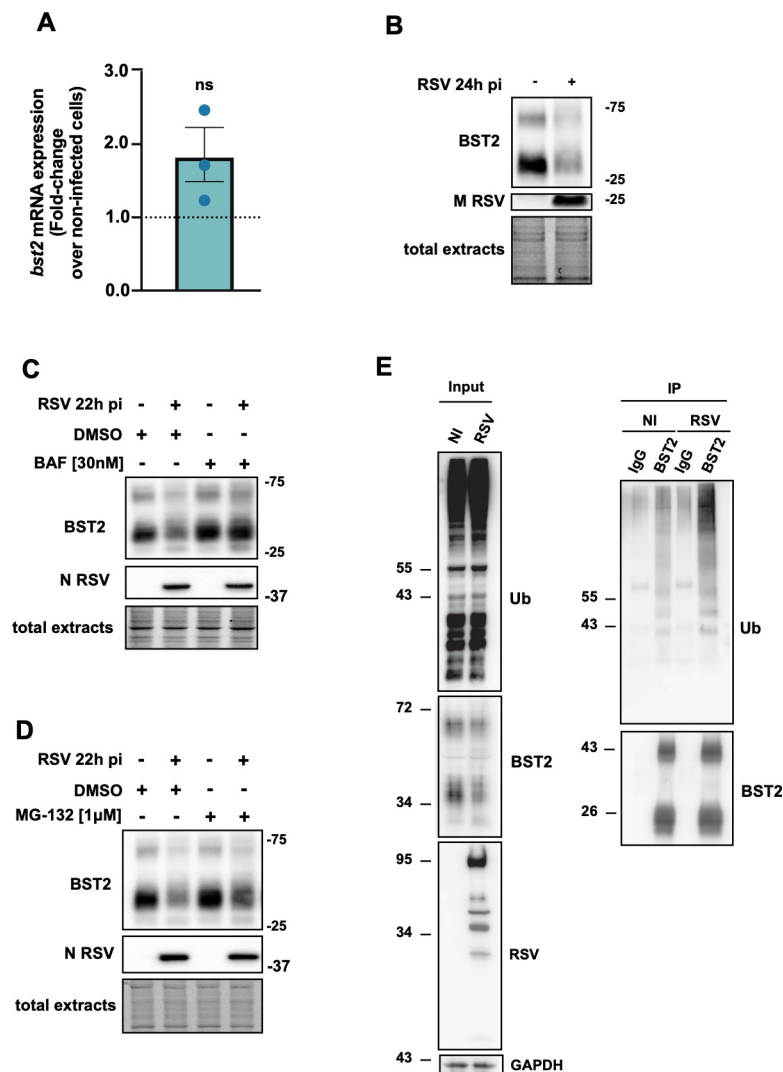 A
bst2 mRNA expression
(Fold-change
over non-infected cells)
3.0
2.0
1.0
0.0
ns
B
RSV 24h pi - +
BST2
-75
-25
M RSV -25
total extracts
C
RSV 22h pi - + - +
DMSO + + - -
BAF [30nM] - - + +
-75
BST2
-25
N RSV
-37
total extracts
D
RSV 22h pi - + - +
DMSO + + - -
MG-132 [1µM] - - + +
-75
BST2
-25
N RSV
-37
total extracts
E
Input
NI RSV
55
43
Ub
72
BST2
34
95
34
RSV
43
GAPDH
IP
NI RSV
IgG BST2 IgG BST2
55
43
Ub
43
BST2
26